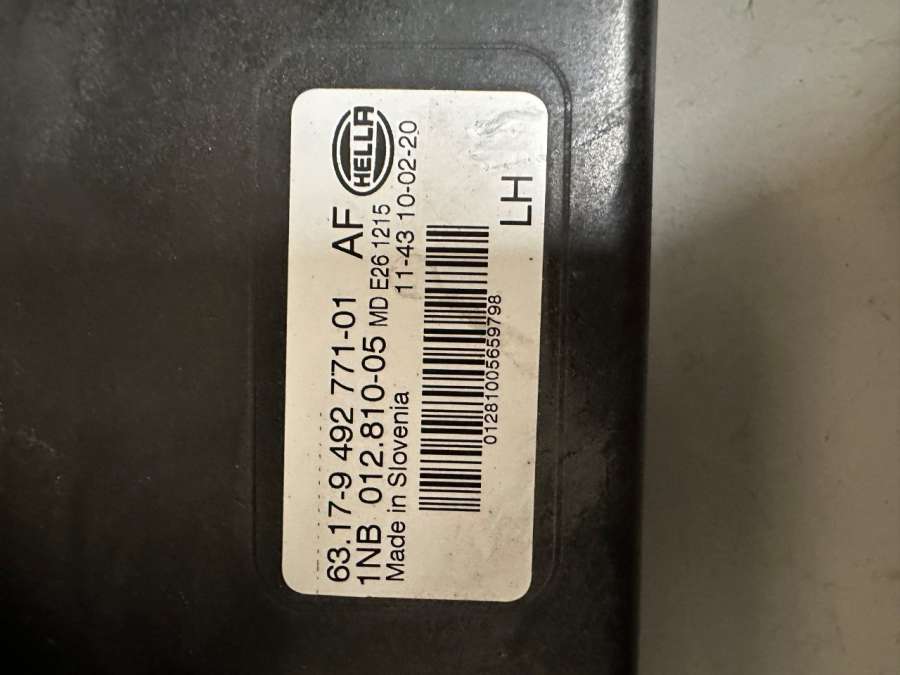 63.17-9 492 771-01 AF
1NB 012.810-05 MD E26 1215
Made in Slovenia 11-43 10-02-20
HELLA
01281005659798
LH